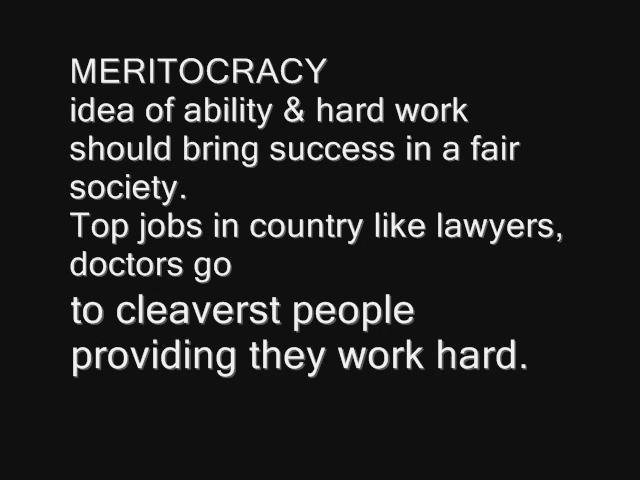 MERITOCRACY
idea of ability & hard work
should bring success in a fair
society.
Top jobs in country like lawyers,
doctors go
to cleaverst people
providing they work hard.